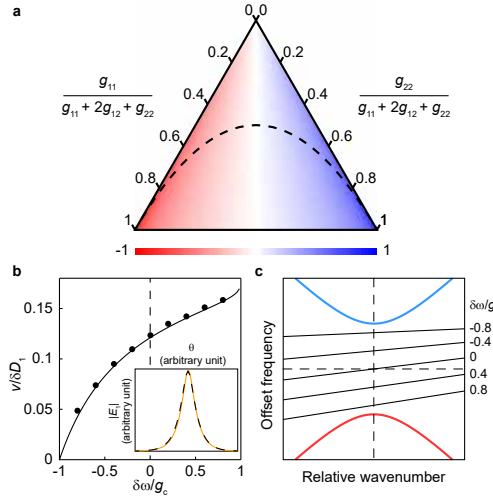 a
0 0
0.2 0.2
0.4 0.4
g11 / g11 + 2g12 + g22
g22 / g11 + 2g12 + g22
0.6 0.6
0.8 0.8
1 1
-1 1
b
v/δD1
0.15
0.1
0.05
0
-1 -0.5 0 0.5 1
δω/gc
θ
(arbitrary unit)
|E1|
(arbitrary unit)
c
δω/g
-0.8
-0.4
0
0.4
0.8
Offset frequency
Relative wavenumber